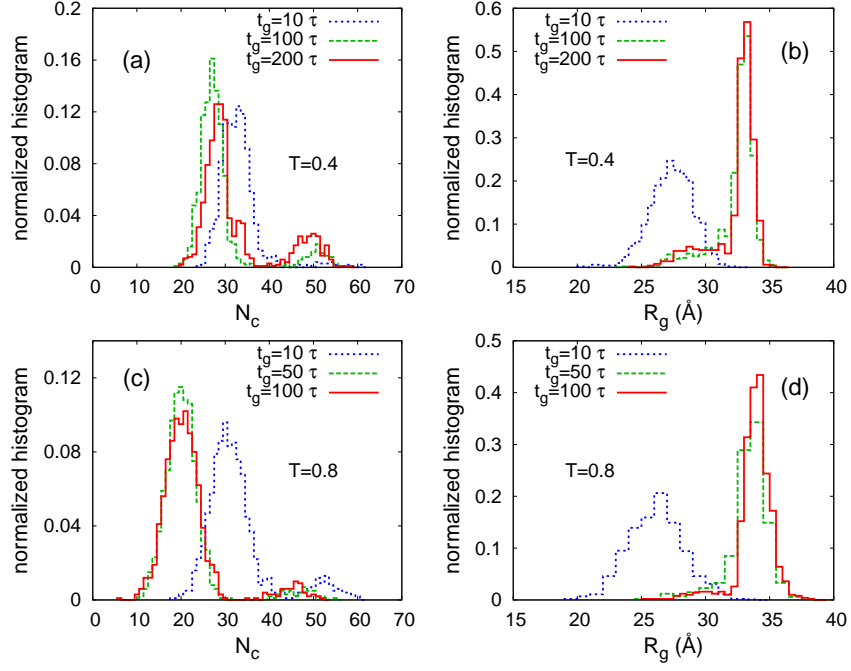 0.2
0.16
0.12
0.08
0.04
0
normalized histogram
(a)
t_g=10 τ
t_g=100 τ
t_g=200 τ
T=0.4
0 10 20 30 40 50 60 70
N_c
0.6
0.5
0.4
0.3
0.2
0.1
0
normalized histogram
t_g=10 τ
t_g=100 τ
t_g=200 τ
(b)
T=0.4
15 20 25 30 35 40
R_g (Å)
0.12
0.08
0.04
0
normalized histogram
(c)
t_g=10 τ
t_g=50 τ
t_g=100 τ
T=0.8
0 10 20 30 40 50 60 70
N_c
0.5
0.4
0.3
0.2
0.1
0
normalized histogram
t_g=10 τ
t_g=50 τ
t_g=100 τ
(d)
T=0.8
15 20 25 30 35 40
R_g (Å)